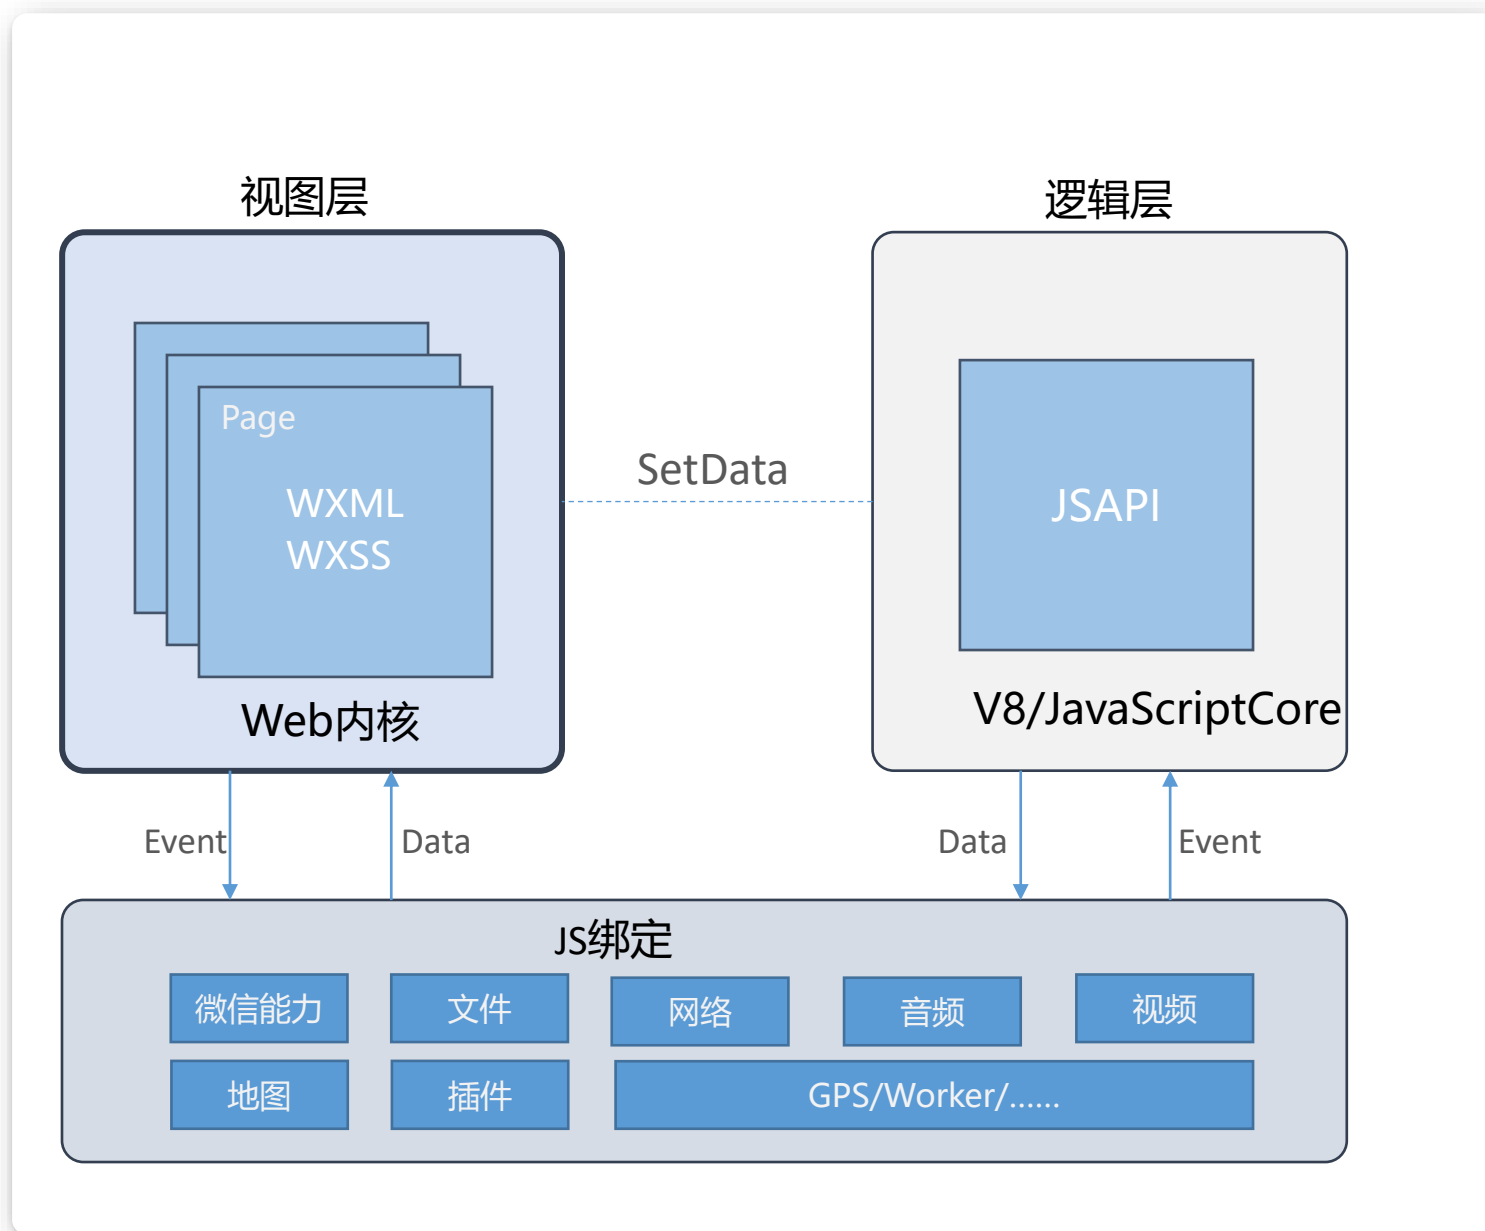 视图层
逻辑层
Page
WXML
WXSS
SetData
JSAPI
Web内核
V8/JavaScriptCore
Event
Data
Data
Event
JS绑定
微信能力
文件
网络
音频
视频
地图
插件
GPS/Worker/......